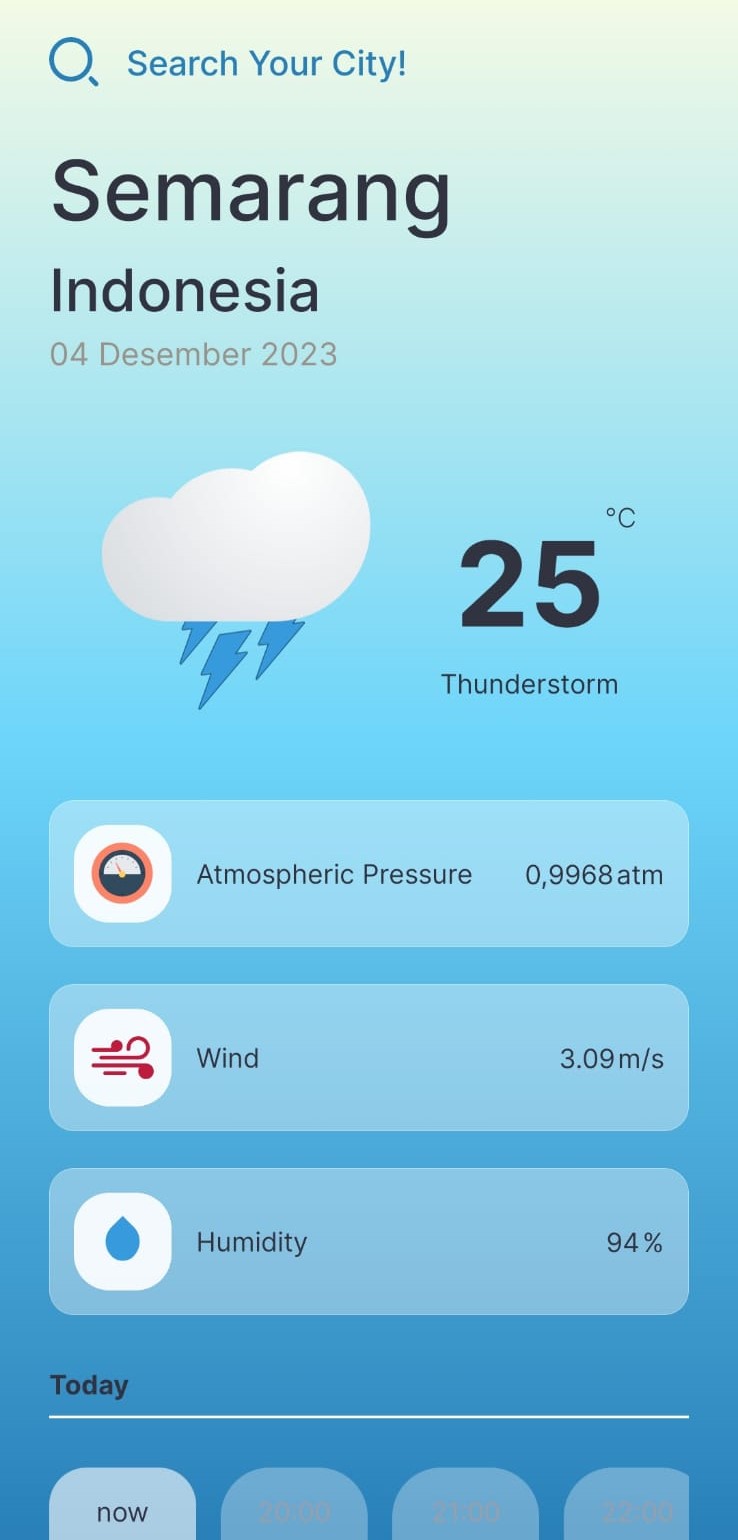 Search Your City!
Semarang
Indonesia
04 Desember 2023
°C
25
Thunderstorm
Atmospheric Pressure 0,9968 atm
Wind 3.09 m/s
Humidity 94 %
Today
now 20:00 21:00 22:00